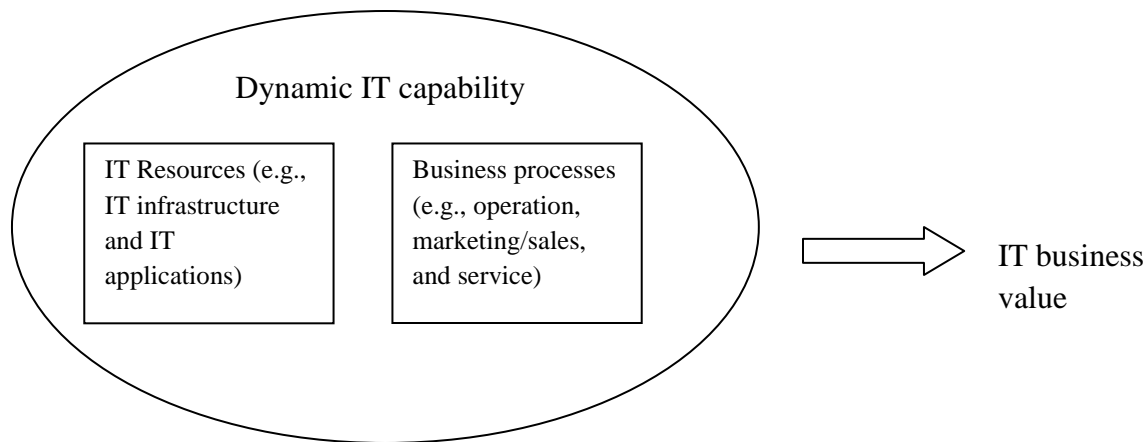 Dynamic IT capability
IT Resources (e.g.,
IT infrastructure
and IT
applications)
Business processes
(e.g., operation,
marketing/sales,
and service)
IT business
value